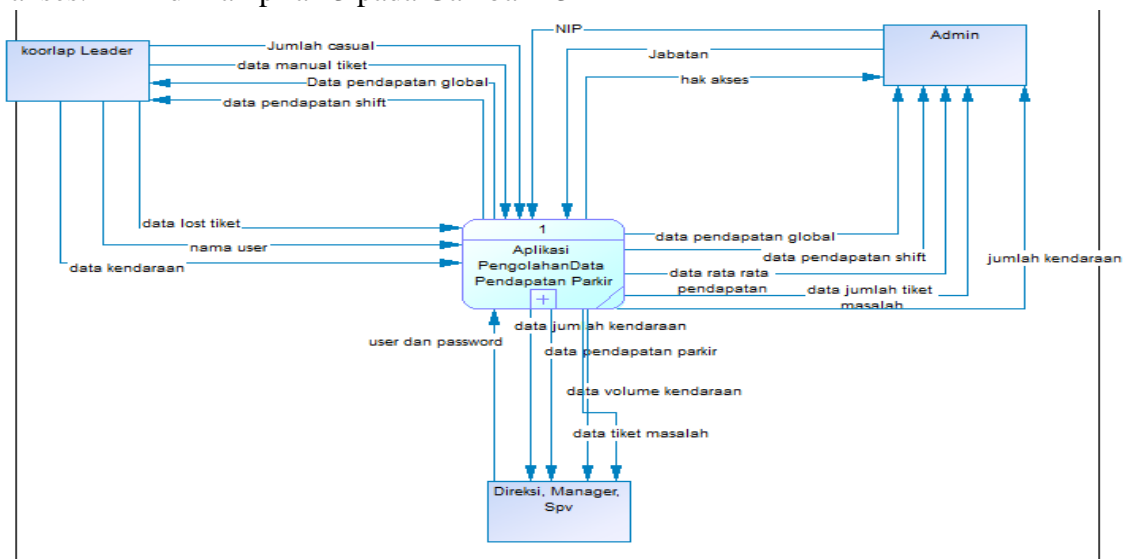 koorlap Leader
Jumlah casual
data manual tiket
Data pendapatan global
data pendapatan shift
NIP
Jabatan
hak akses
Admin
data lost tiket
nama user
data kendaraan
1
Aplikasi
PengolahanData
Pendapatan Parkir
data pendapatan global
data pendapatan shift
data rata rata
pendapatan
data jumlah tiket
masalah
jumlah kendaraan
user dan password
data jumlah kendaraan
data pendapatan parkir
data volume kendaraan
data tiket masalah
Direksi, Manager,
Spv